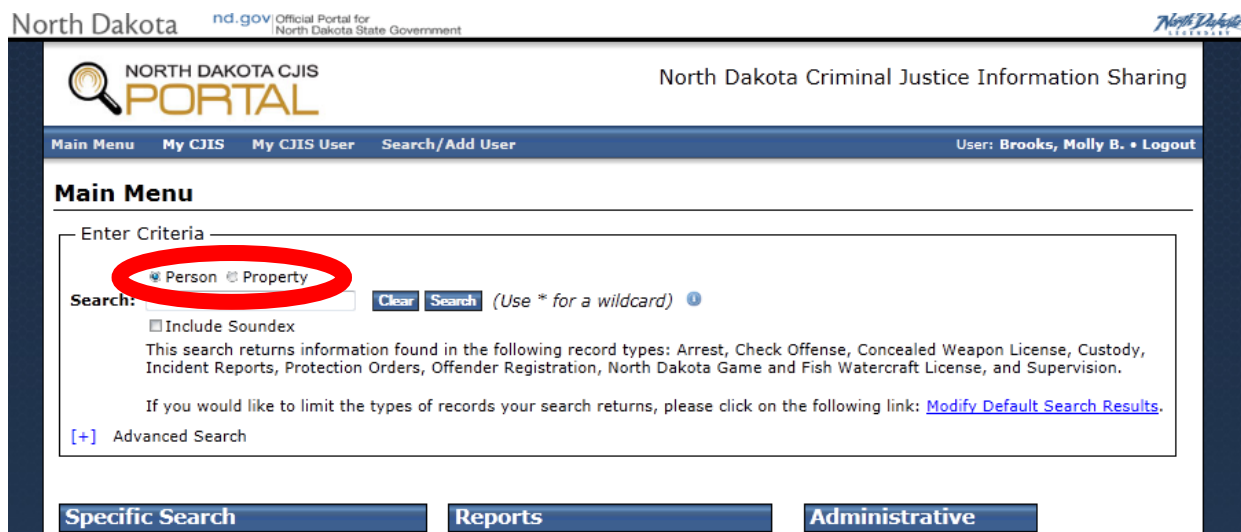 North Dakota nd.gov Official Portal for
North Dakota State Government
North Dakota
LEGENDARY
NORTH DAKOTA CJIS
PORTAL
North Dakota Criminal Justice Information Sharing
Main Menu My CJIS My CJIS User Search/Add User User: Brooks, Molly B. • Logout
Main Menu
Enter Criteria
Person Property
Search: Clear Search (Use * for a wildcard)
Include Soundex
This search returns information found in the following record types: Arrest, Check Offense, Concealed Weapon License, Custody,
Incident Reports, Protection Orders, Offender Registration, North Dakota Game and Fish Watercraft License, and Supervision.
If you would like to limit the types of records your search returns, please click on the following link: Modify Default Search Results.
[+] Advanced Search
Specific Search Reports Administrative